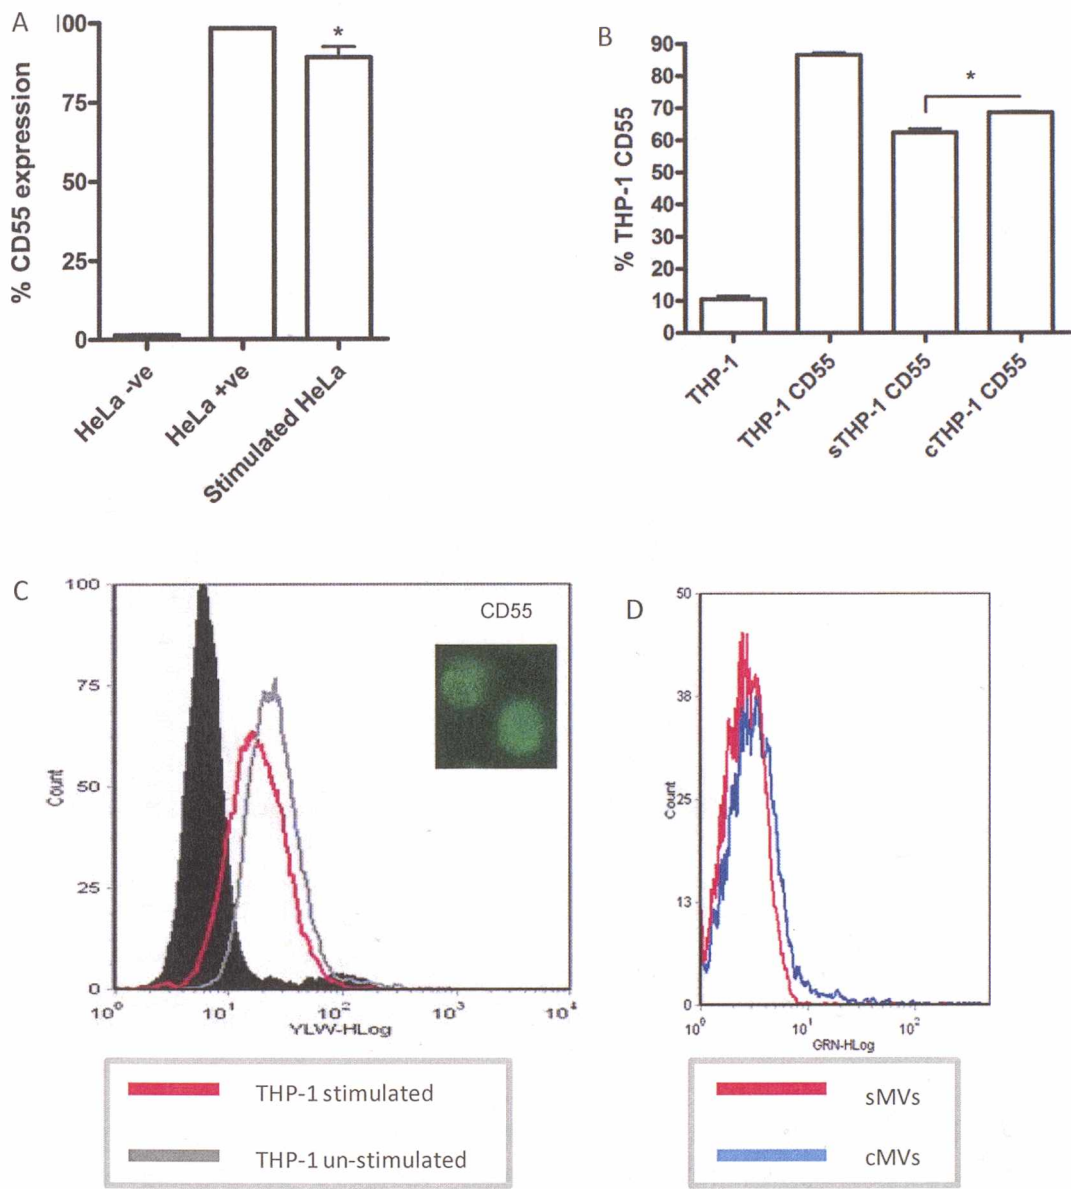 A
% CD55 expression
100
*
75
50
25
0
HeLa -ve
HeLa +ve
Stimulated HeLa
B
% THP-1 CD55
90
80
70
60
50
40
30
20
10
0
*
THP-1
THP-1 CD55
sTHP-1 CD55
cTHP-1 CD55
C
Count
100
75
50
25
0
CD55
10^0 10^1 10^2 10^3 10^4
YLW-HLog
THP-1 stimulated
THP-1 un-stimulated
D
Count
50
38
25
13
0
10^0 10^1 10^2
GRN-HLog
sMVs
cMVs